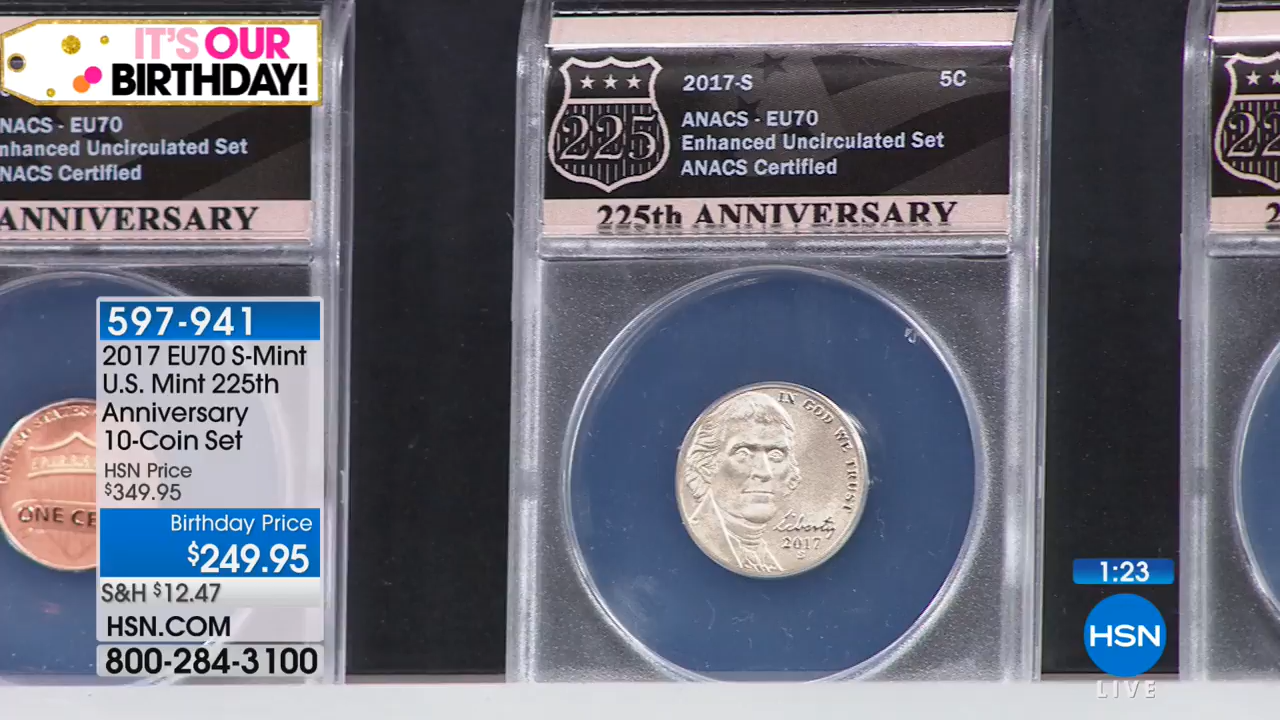 IT'S OUR
BIRTHDAY!
NACS - EU70
nhanced Uncirculated Set
NACS Certified
ANNIVERSARY
225
2017-S
5C
ANACS - EU70
Enhanced Uncirculated Set
ANACS Certified
225th ANNIVERSARY
597-941
2017 EU70 S-Mint
U.S. Mint 225th
Anniversary
10-Coin Set
HSN Price
$349.95
Birthday Price
$249.95
S&H $12.47
HSN.COM
800-284-3100
ONE CE
IN GOD WE TRUST
Liberty
2017
S
1:23
HSN
LIVE